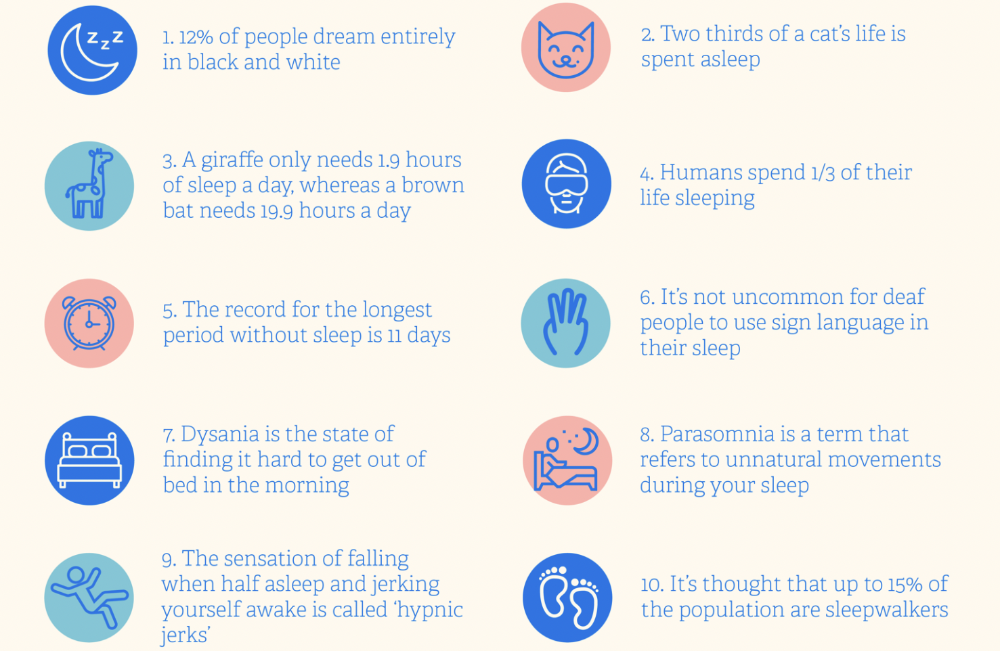 zzz
1. 12% of people dream entirely
in black and white
2. Two thirds of a cat's life is
spent asleep
3. A giraffe only needs 1.9 hours
of sleep a day, whereas a brown
bat needs 19.9 hours a day
4. Humans spend 1/3 of their
life sleeping
5. The record for the longest
period without sleep is 11 days
6. It's not uncommon for deaf
people to use sign language in
their sleep
7. Dysania is the state of
finding it hard to get out of
bed in the morning
8. Parasomnia is a term that
refers to unnatural movements
during your sleep
9. The sensation of falling
when half asleep and jerking
yourself awake is called ‘hypnic
jerks’
10. It's thought that up to 15% of
the population are sleepwalkers